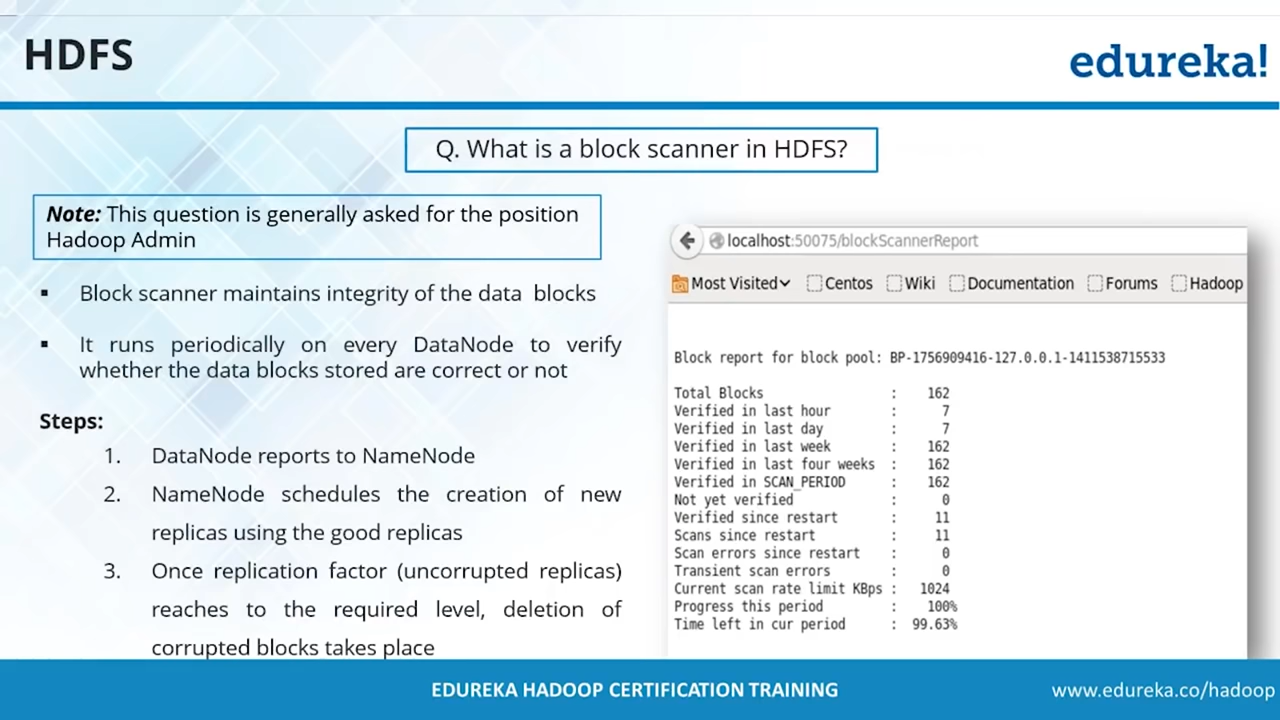 HDFS
edureka!
Q. What is a block scanner in HDFS?
Note: This question is generally asked for the position
Hadoop Admin
▪ Block scanner maintains integrity of the data blocks
▪ It runs periodically on every DataNode to verify
whether the data blocks stored are correct or not
Steps:
1. DataNode reports to NameNode
2. NameNode schedules the creation of new
replicas using the good replicas
3. Once replication factor (uncorrupted replicas)
reaches to the required level, deletion of
corrupted blocks takes place
localhost:50075/blockScannerReport
Most Visited Centos Wiki Documentation Forums Hadoop
Block report for block pool: BP-1756909416-127.0.0.1-1411538715533
Total Blocks : 162
Verified in last hour : 7
Verified in last day : 7
Verified in last week : 162
Verified in last four weeks : 162
Verified in SCAN_PERIOD : 162
Not yet verified : 0
Verified since restart : 11
Scans since restart : 11
Scan errors since restart : 0
Transient scan errors : 0
Current scan rate limit KBps : 1024
Progress this period : 100%
Time left in cur period : 99.63%
EDUREKA HADOOP CERTIFICATION TRAINING
www.edureka.co/hadoop